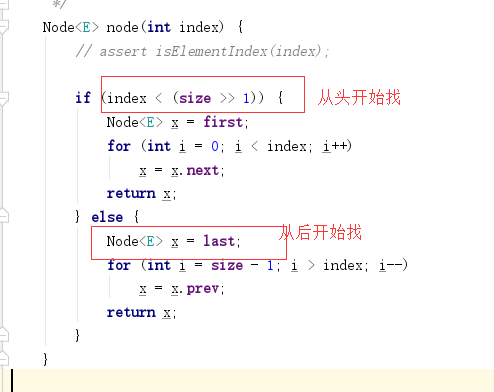 */
Node<E> node(int index) {
// assert isElementIndex(index);
if (index < (size >> 1)) { 从头开始找
Node<E> x = first;
for (int i = 0; i < index; i++)
x = x.next;
return x;
} else {
Node<E> x = last; 从后开始找
for (int i = size - 1; i > index; i--)
x = x.prev;
return x;
}
}